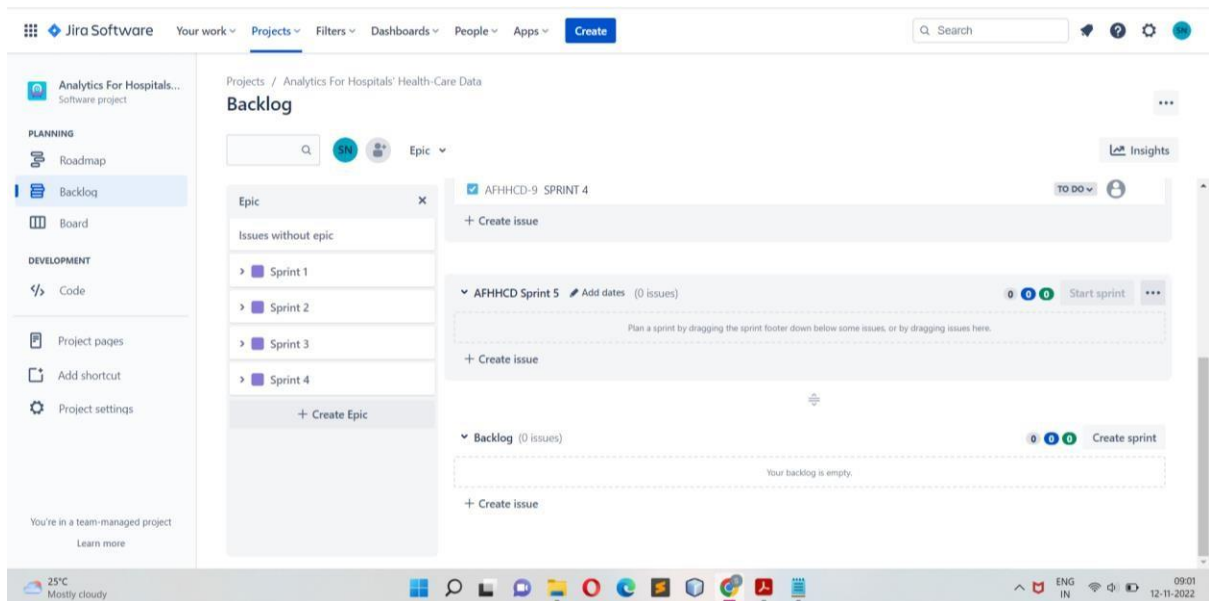 Jira Software Your work Projects Filters Dashboards People Apps Create Search SN
Analytics For Hospitals...
Software project
PLANNING
Roadmap
Backlog
Board
DEVELOPMENT
Code
Project pages
Add shortcut
Project settings
You're in a team-managed project
Learn more
Projects / Analytics For Hospitals' Health-Care Data
Backlog
SN Epic Insights
Epic
Issues without epic
Sprint 1
Sprint 2
Sprint 3
Sprint 4
+ Create Epic
AFHHCD-9 SPRINT 4 TO DO
+ Create issue
AFHHCD Sprint 5 Add dates (0 issues) 0 0 0 Start sprint
Plan a sprint by dragging the sprint footer down below some issues, or by dragging issues here.
+ Create issue
Backlog (0 issues) 0 0 0 Create sprint
Your backlog is empty.
+ Create issue
25°C
Mostly cloudy
ENG
IN
09:01
12-11-2022